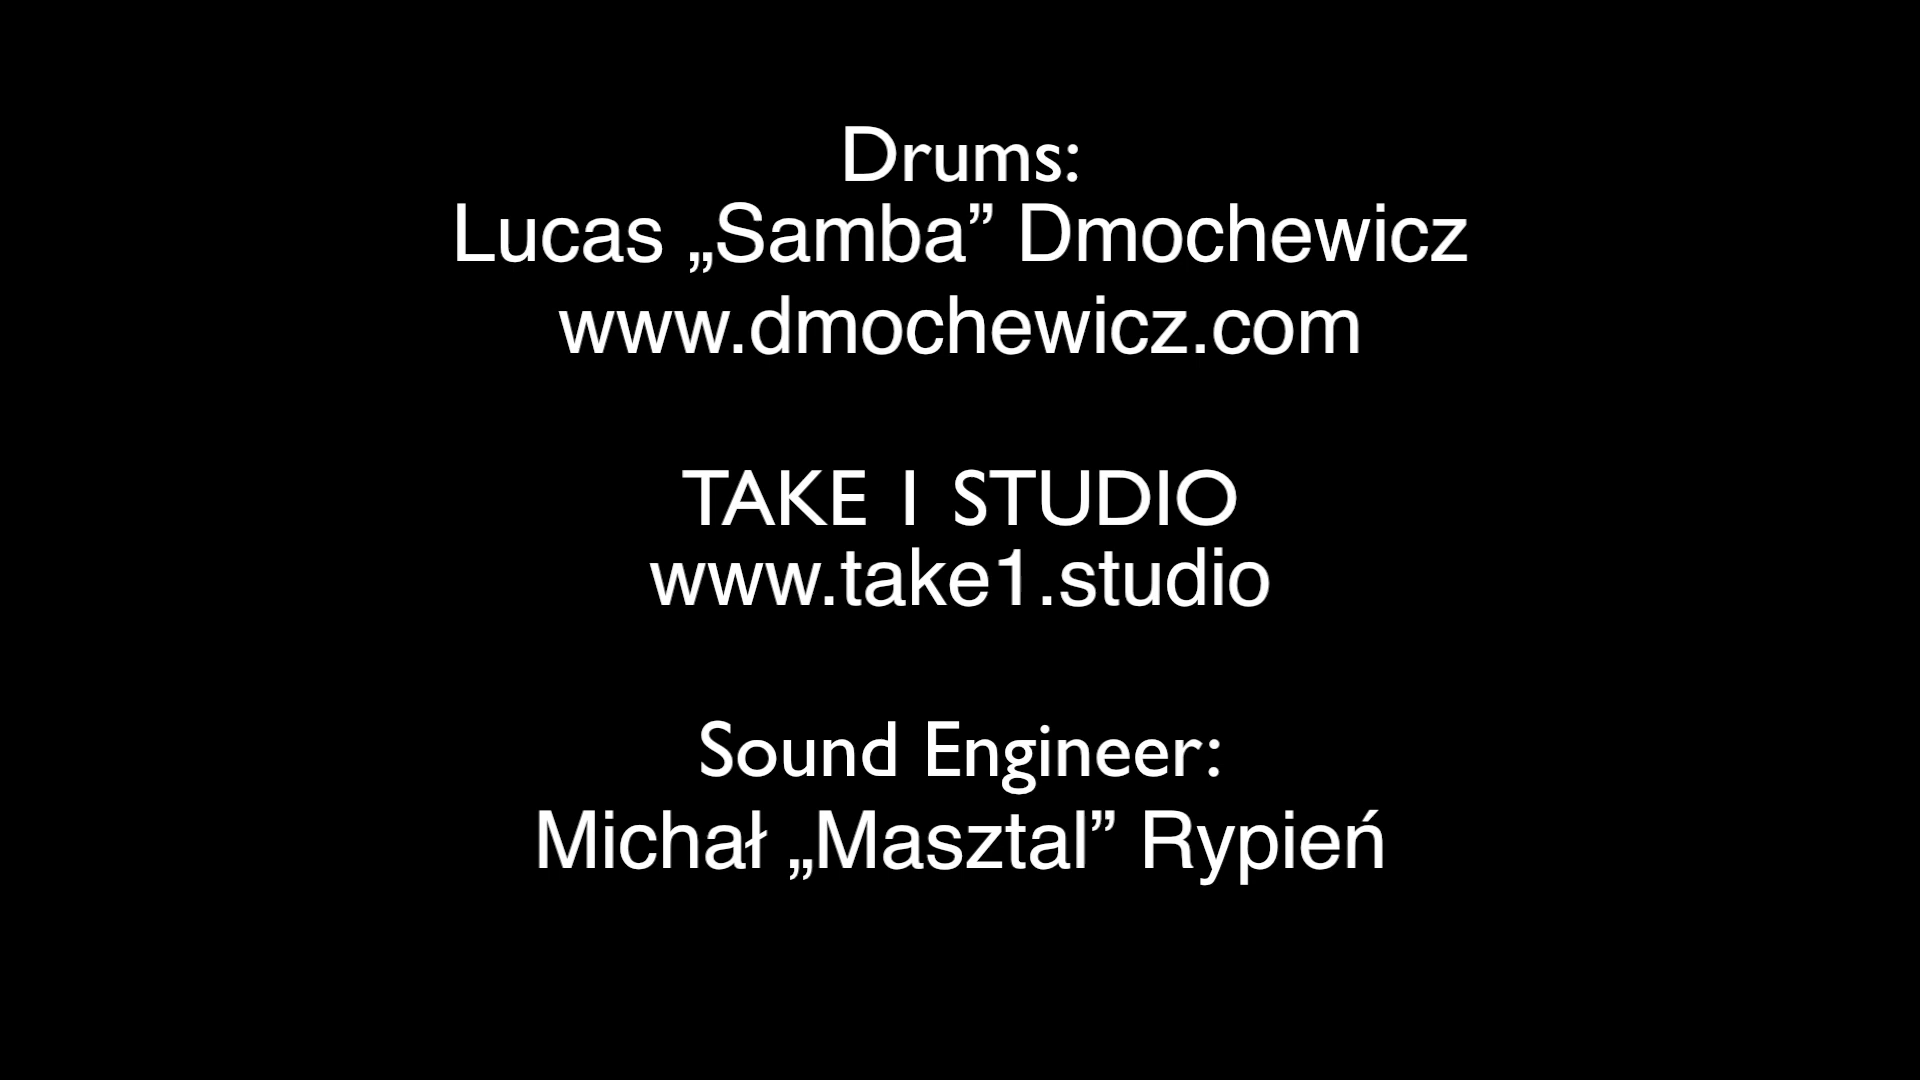 Drums:
Lucas „Samba” Dmochewicz
www.dmochewicz.com
TAKE 1 STUDIO
www.take1.studio
Sound Engineer:
Michał „Masztal” Rypień